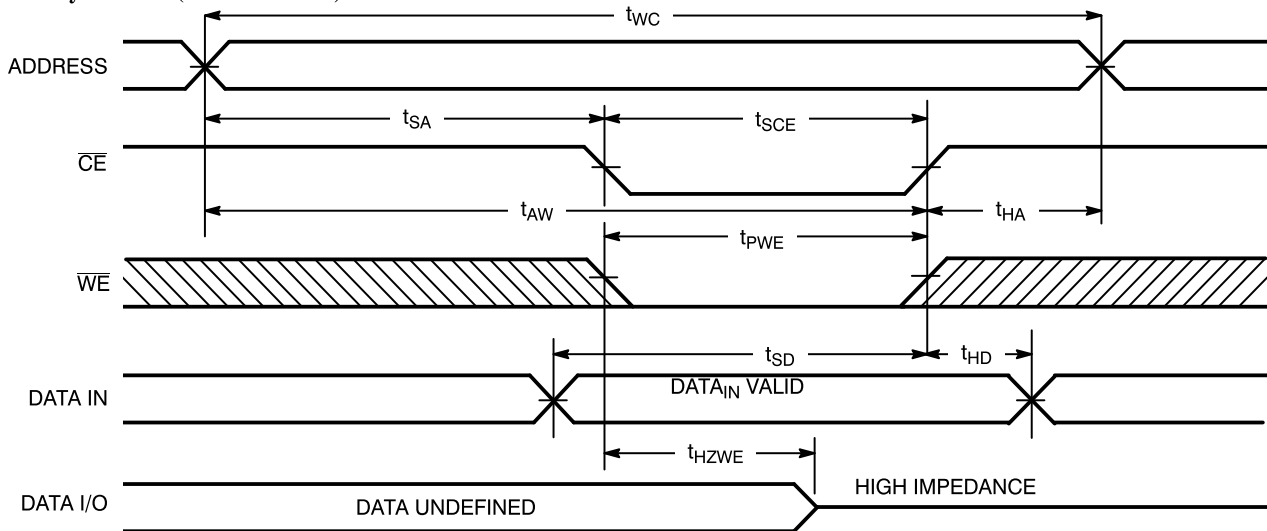 tWC
ADDRESS
tSA
tSCE
CE
tAW
tHA
tPWE
WE
tSD
tHD
DATA IN
DATAIN VALID
tHZWE
DATA I/O
DATA UNDEFINED
HIGH IMPEDANCE